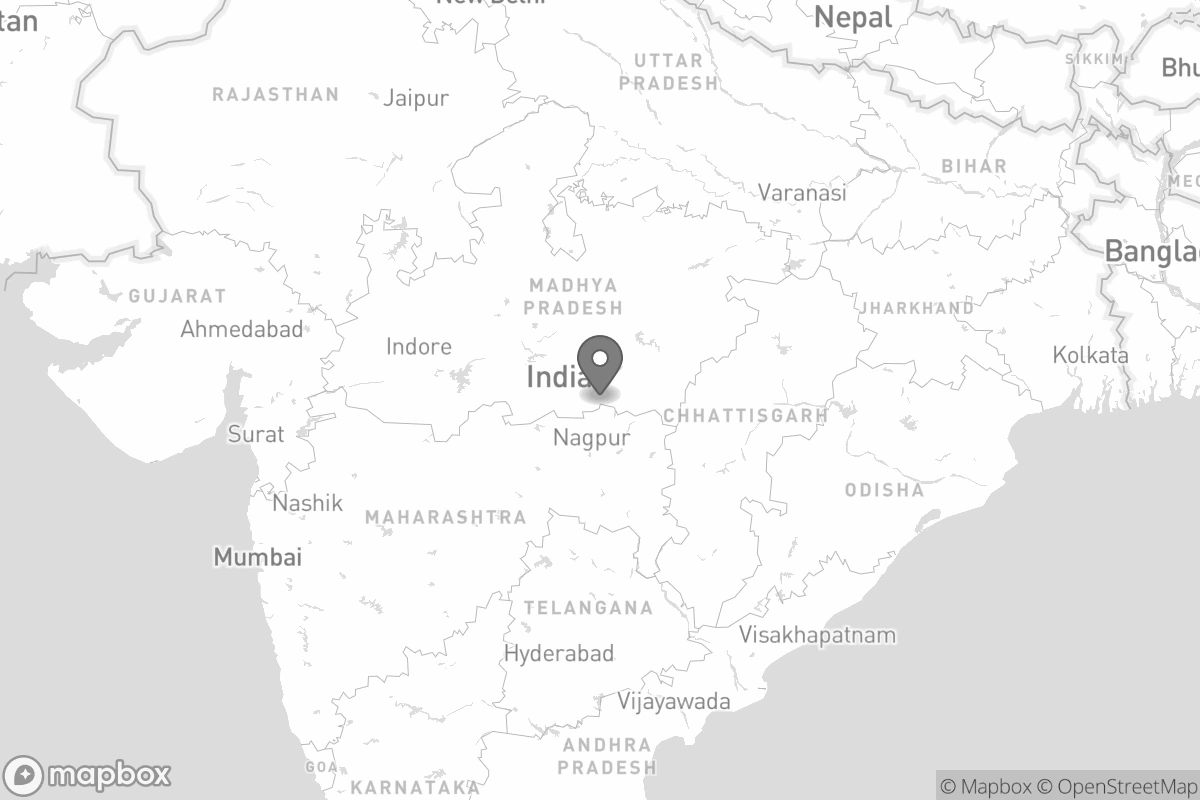 New Delhi
Nepal
tan
UTTAR
PRADESH
SIKKIM
Bhu
RAJASTHAN
Jaipur
BIHAR
MEG
Varanasi
Banglad
MADHYA
PRADESH
GUJARAT
Ahmedabad
JHARKHAND
Indore
Kolkata
India
CHHATTISGARH
Surat
Nagpur
ODISHA
Nashik
MAHARASHTRA
Mumbai
TELANGANA
Visakhapatnam
Hyderabad
Vijayawada
ANDHRA
PRADESH
GOA
KARNATAKA
mapbox
© Mapbox © OpenStreetMap